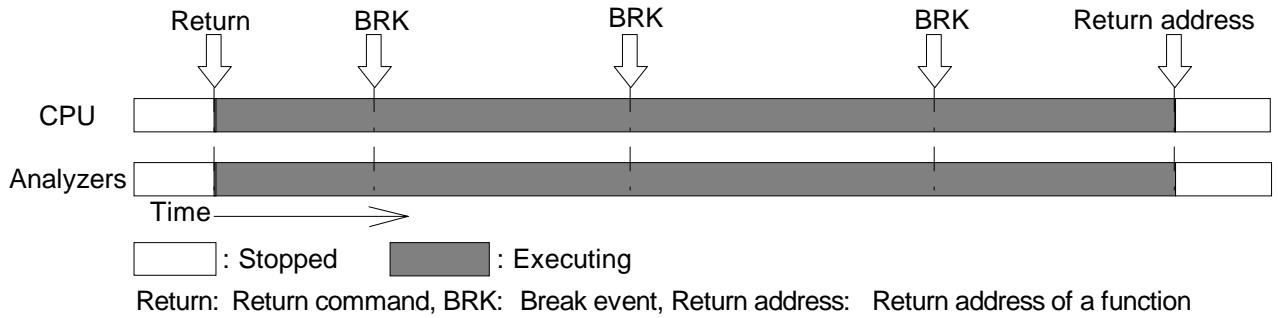 Return BRK BRK BRK Return address
CPU
Analyzers
Time
: Stopped : Executing
Return: Return command, BRK: Break event, Return address: Return address of a function